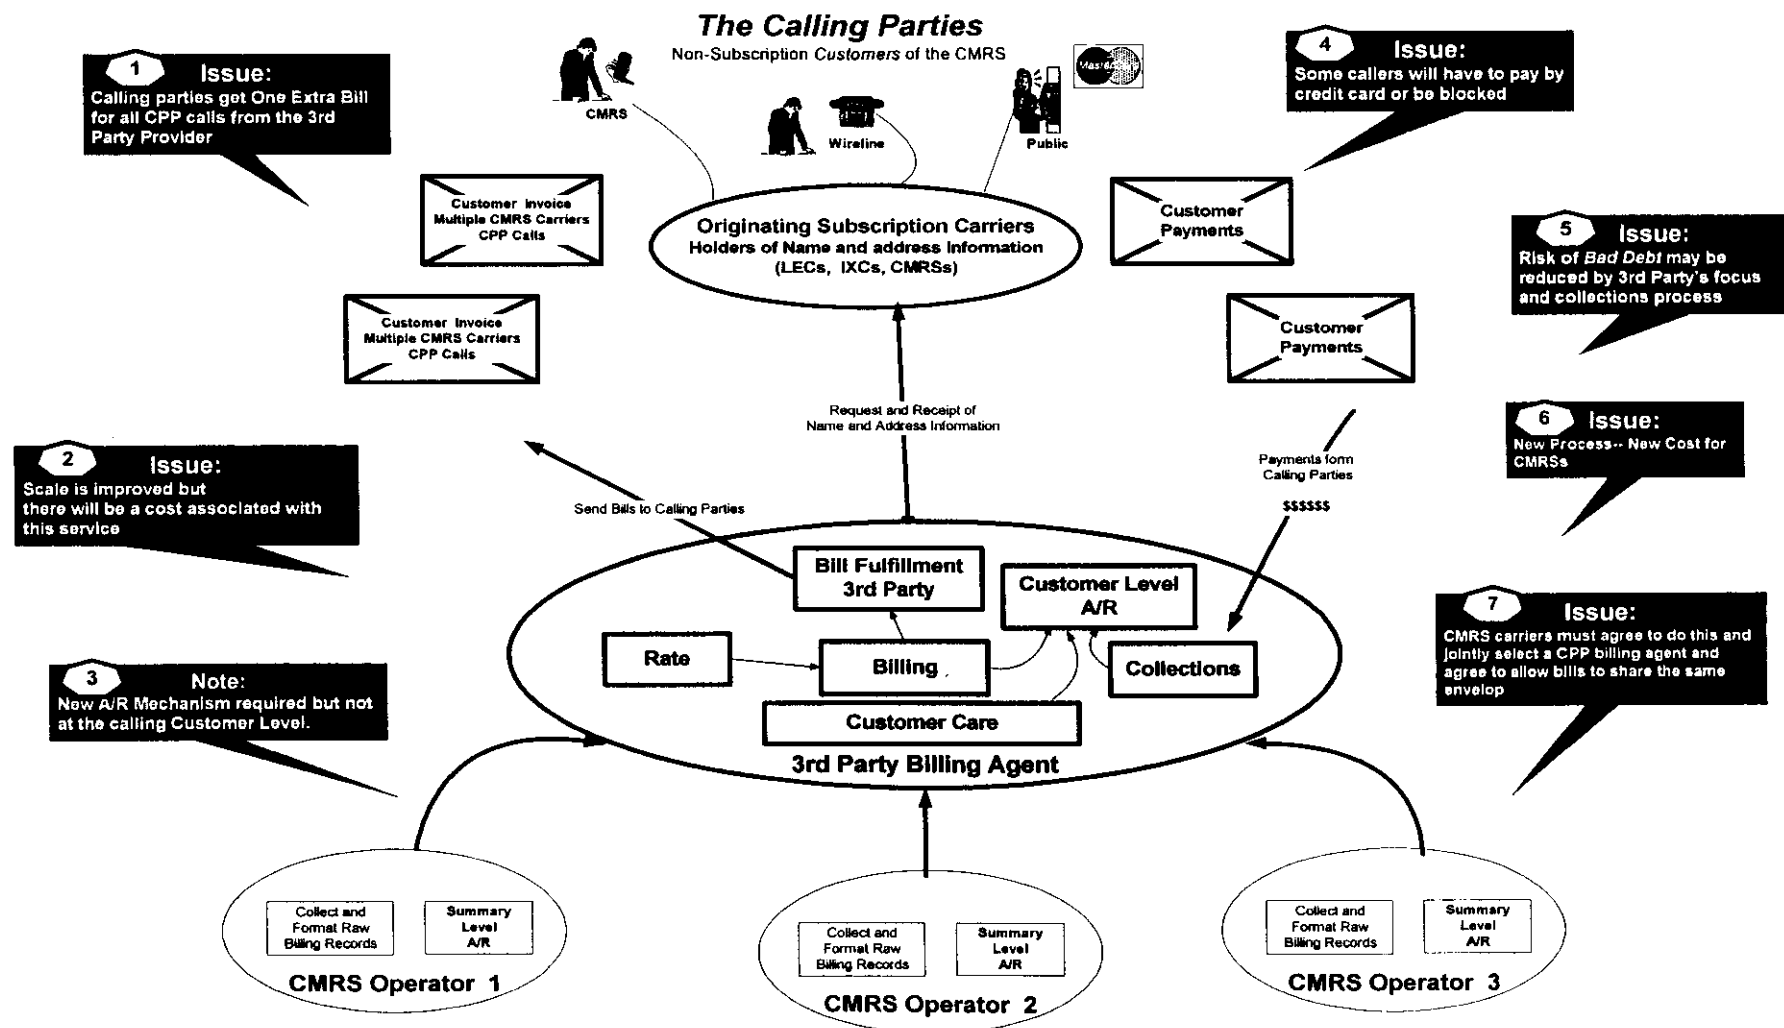 The Calling Parties
Non-Subscription Customers of the CMRS
CMRS
Wireline
Public
1
Issue:
Calling parties get One Extra Bill
for all CPP calls from the 3rd
Party Provider
4
Issue:
Some callers will have to pay by
credit card or be blocked
Customer Invoice
Multiple CMRS Carriers
CPP Calls
Originating Subscription Carriers
Holders of Name and address Information
(LECs, IXCs, CMRSs)
Customer
Payments
5
Issue:
Risk of Bad Debt may be
reduced by 3rd Party's focus
and collections process
Customer Invoice
Multiple CMRS Carriers
CPP Calls
Customer
Payments
Request and Receipt of
Name and Address Information
6
Issue:
New Process-- New Cost for
CMRSs
2
Issue:
Scale is improved but
there will be a cost associated with
this service
Payments form
Calling Parties
$$$$$$
Send Bills to Calling Parties
Bill Fulfillment
3rd Party
Customer Level
A/R
Rate
Billing
Collections
Customer Care
3rd Party Billing Agent
7
Issue:
CMRS carriers must agree to do this and
jointly select a CPP billing agent and
agree to allow bills to share the same
envelop
3
Note:
New A/R Mechanism required but not
at the calling Customer Level.
Collect and
Format Raw
Billing Records
Summary
Level
A/R
CMRS Operator 1
Collect and
Format Raw
Billing Records
Summary
Level
A/R
CMRS Operator 2
Collect and
Format Raw
Billing Records
Summary
Level
A/R
CMRS Operator 3